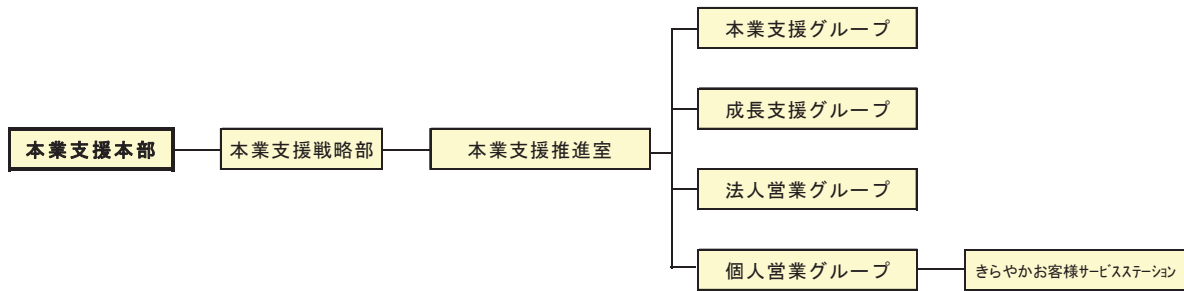 本業支援グループ
成長支援グループ
本業支援本部
本業支援戦略部
本業支援推進室
法人営業グループ
個人営業グループ
きらやかお客様サービスステーション